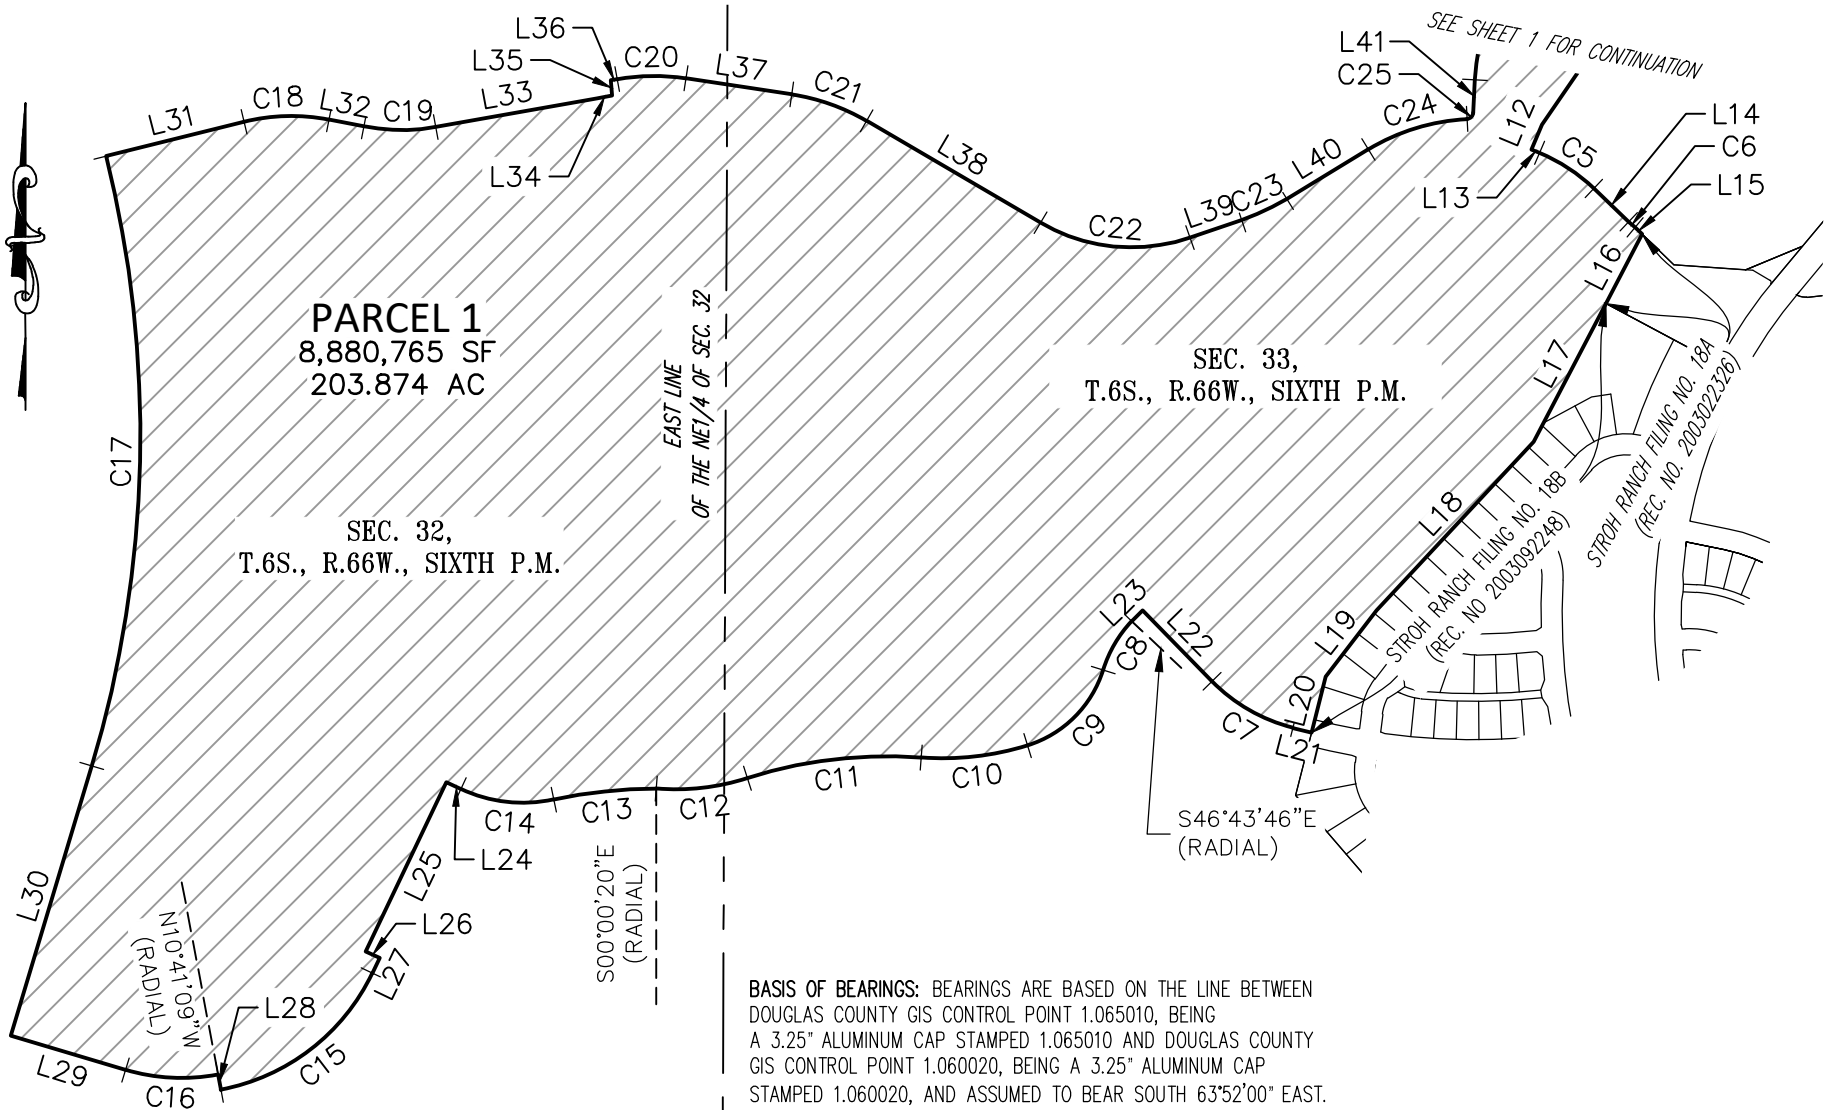 SEE SHEET 1 FOR CONTINUATION
L36
L35
C20
L37
C21
L41
C25
C24
L12
L14
C6
L15
C5
L13
L31
C18
L32
C19
L33
L34
L38
C22
L39
C23
L40
L16
L17
PARCEL 1
8,880,765 SF
203.874 AC
EAST LINE
OF THE NE1/4 OF SEC. 32
SEC. 33,
T.6S., R.66W., SIXTH P.M.
STROH RANCH FILING NO. 18A
(REC. NO. 2003022326)
C17
SEC. 32,
T.6S., R.66W., SIXTH P.M.
L18
STROH RANCH FILING NO. 18B
(REC. NO 2003092248)
L19
L20
L21
L23
L22
C8
C7
C9
C10
C11
C12
C13
C14
L24
S46°43'46"E
(RADIAL)
S00°00'20"E
(RADIAL)
L25
L26
L27
L30
N10°41'09"W
(RADIAL)
L28
L29
C16
C15
BASIS OF BEARINGS: BEARINGS ARE BASED ON THE LINE BETWEEN
DOUGLAS COUNTY GIS CONTROL POINT 1.065010, BEING
A 3.25" ALUMINUM CAP STAMPED 1.065010 AND DOUGLAS COUNTY
GIS CONTROL POINT 1.060020, BEING A 3.25" ALUMINUM CAP
STAMPED 1.060020, AND ASSUMED TO BEAR SOUTH 63°52'00" EAST.